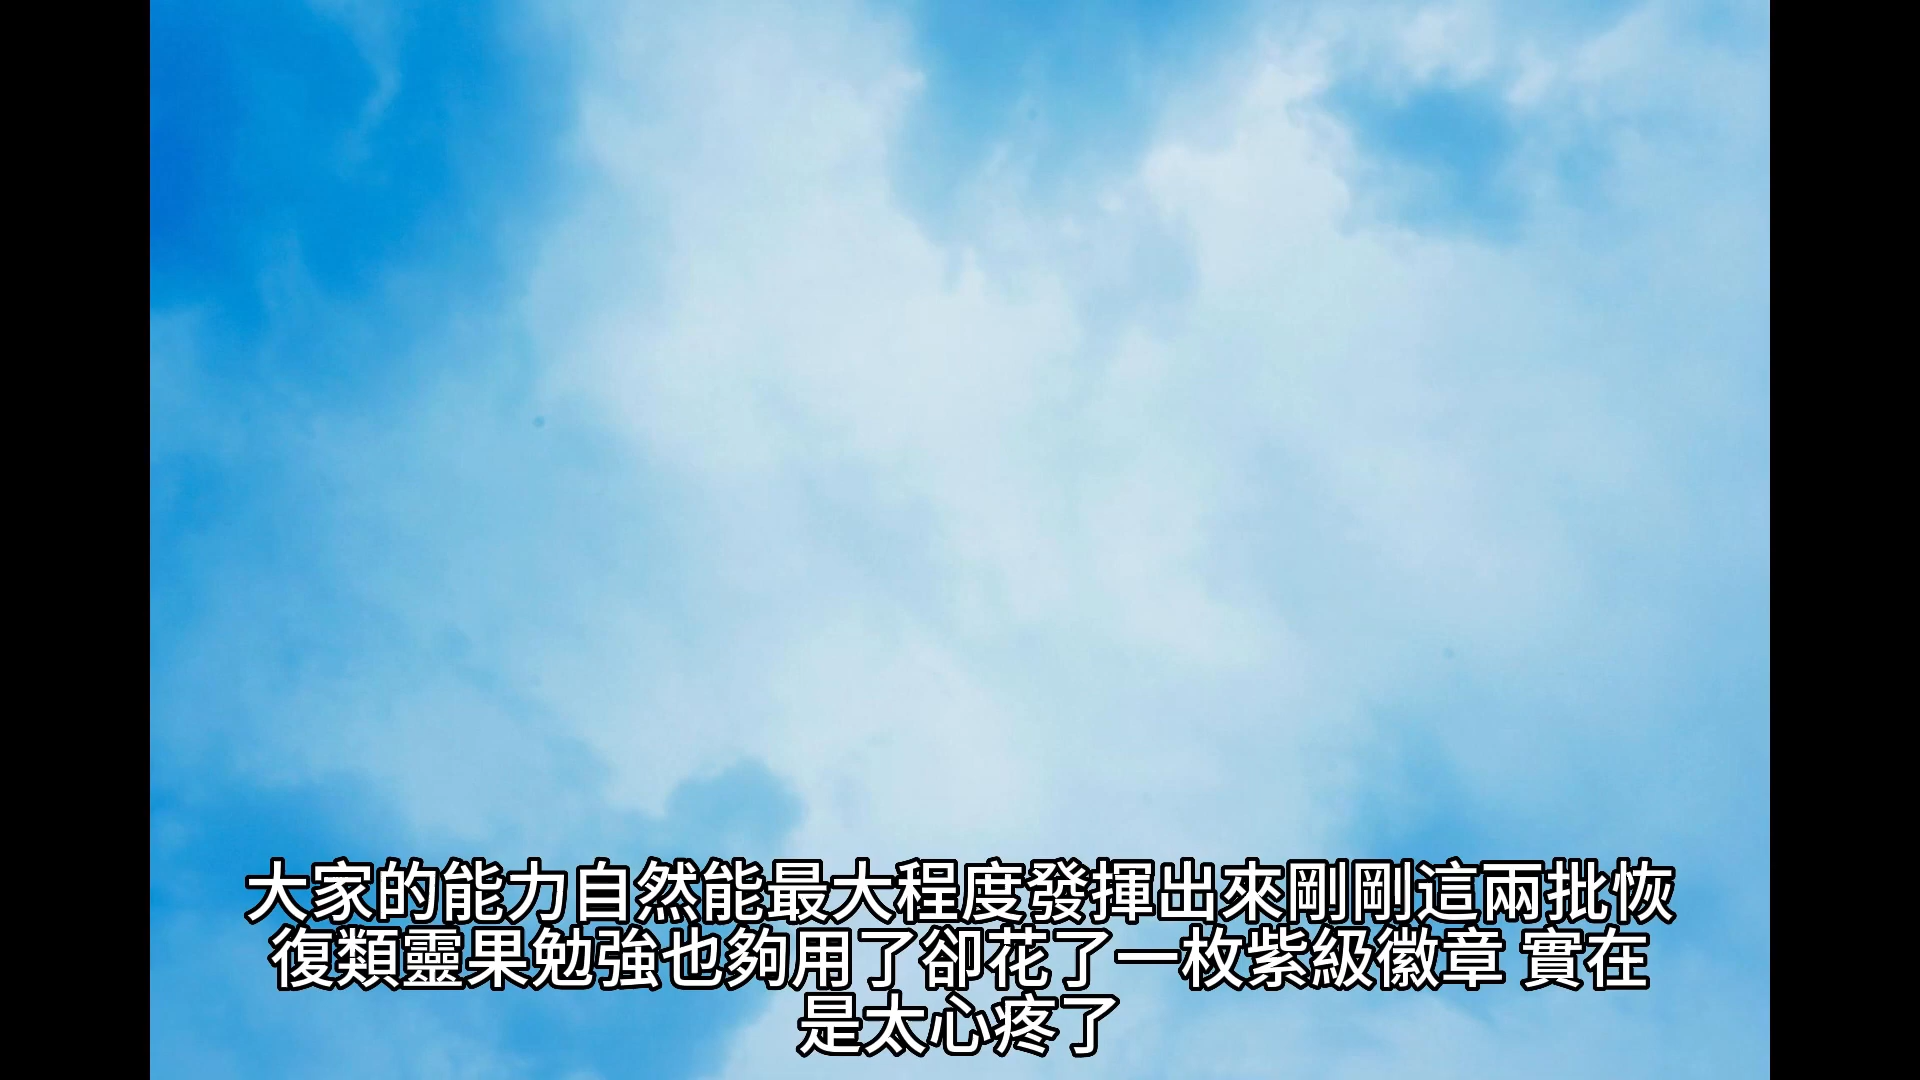 大家的能力自然能最大程度發揮出來剛剛這兩批恢
復類靈果勉強也夠用了卻花了一枚紫級徽章 實在
是太心疼了